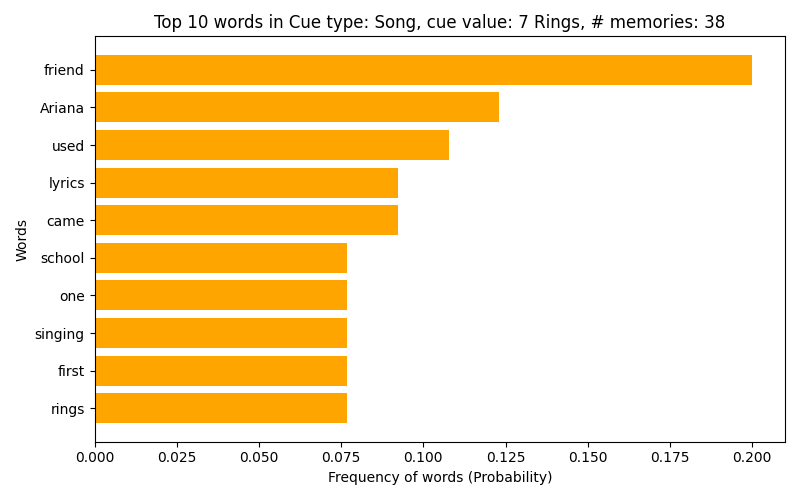 Top 10 words in Cue type: Song, cue value: 7 Rings, # memories: 38
friend
Ariana
used
lyrics
came
school
one
singing
first
rings
Words
0.000 0.025 0.050 0.075 0.100 0.125 0.150 0.175 0.200
Frequency of words (Probability)